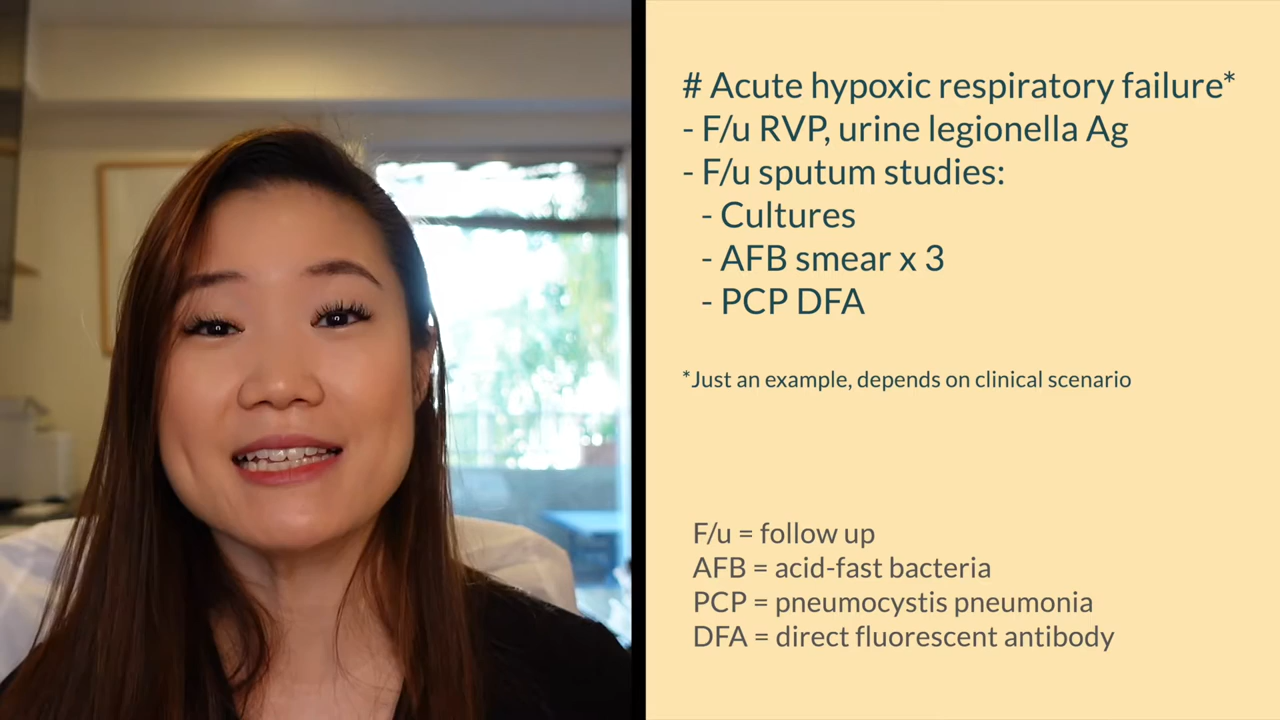 # Acute hypoxic respiratory failure*
- F/u RVP, urine legionella Ag
- F/u sputum studies:
- Cultures
- AFB smear x 3
- PCP DFA
*Just an example, depends on clinical scenario
F/u = follow up
AFB = acid-fast bacteria
PCP = pneumocystis pneumonia
DFA = direct fluorescent antibody